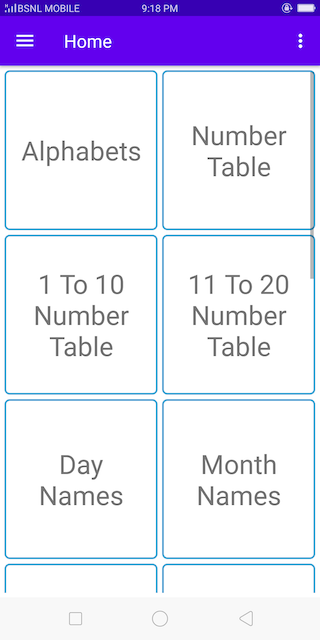 BSNL MOBILE 9:18 PM
Home
Alphabets
Number
Table
1 To 10
Number
Table
11 To 20
Number
Table
Day
Names
Month
Names